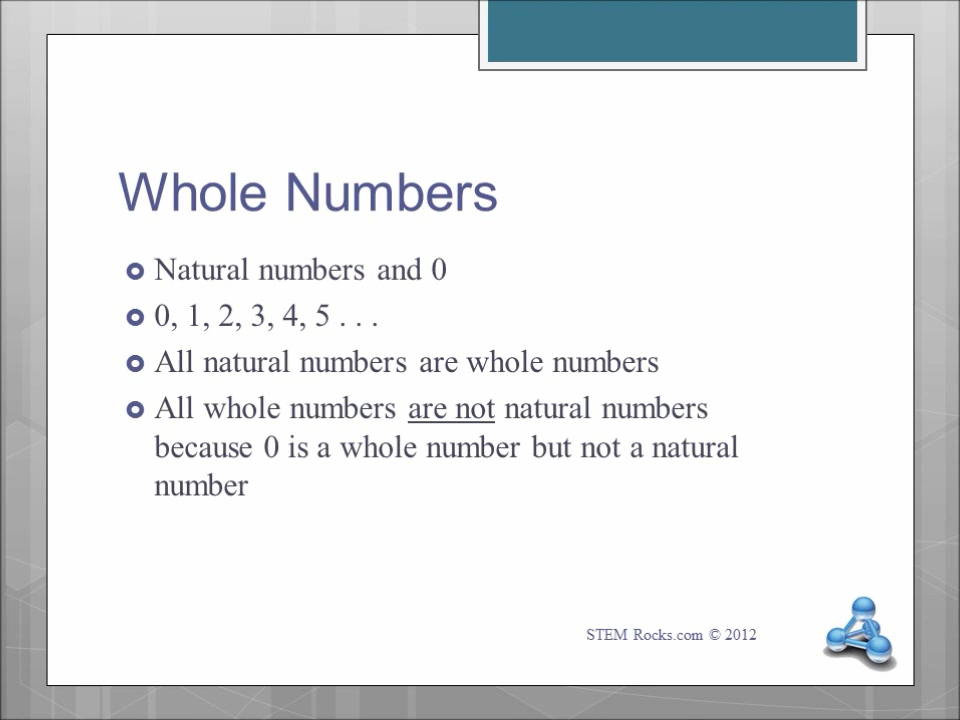 Whole Numbers
Natural numbers and 0
0, 1, 2, 3, 4, 5 . . .
All natural numbers are whole numbers
All whole numbers are not natural numbers
because 0 is a whole number but not a natural
number
STEM Rocks.com © 2012